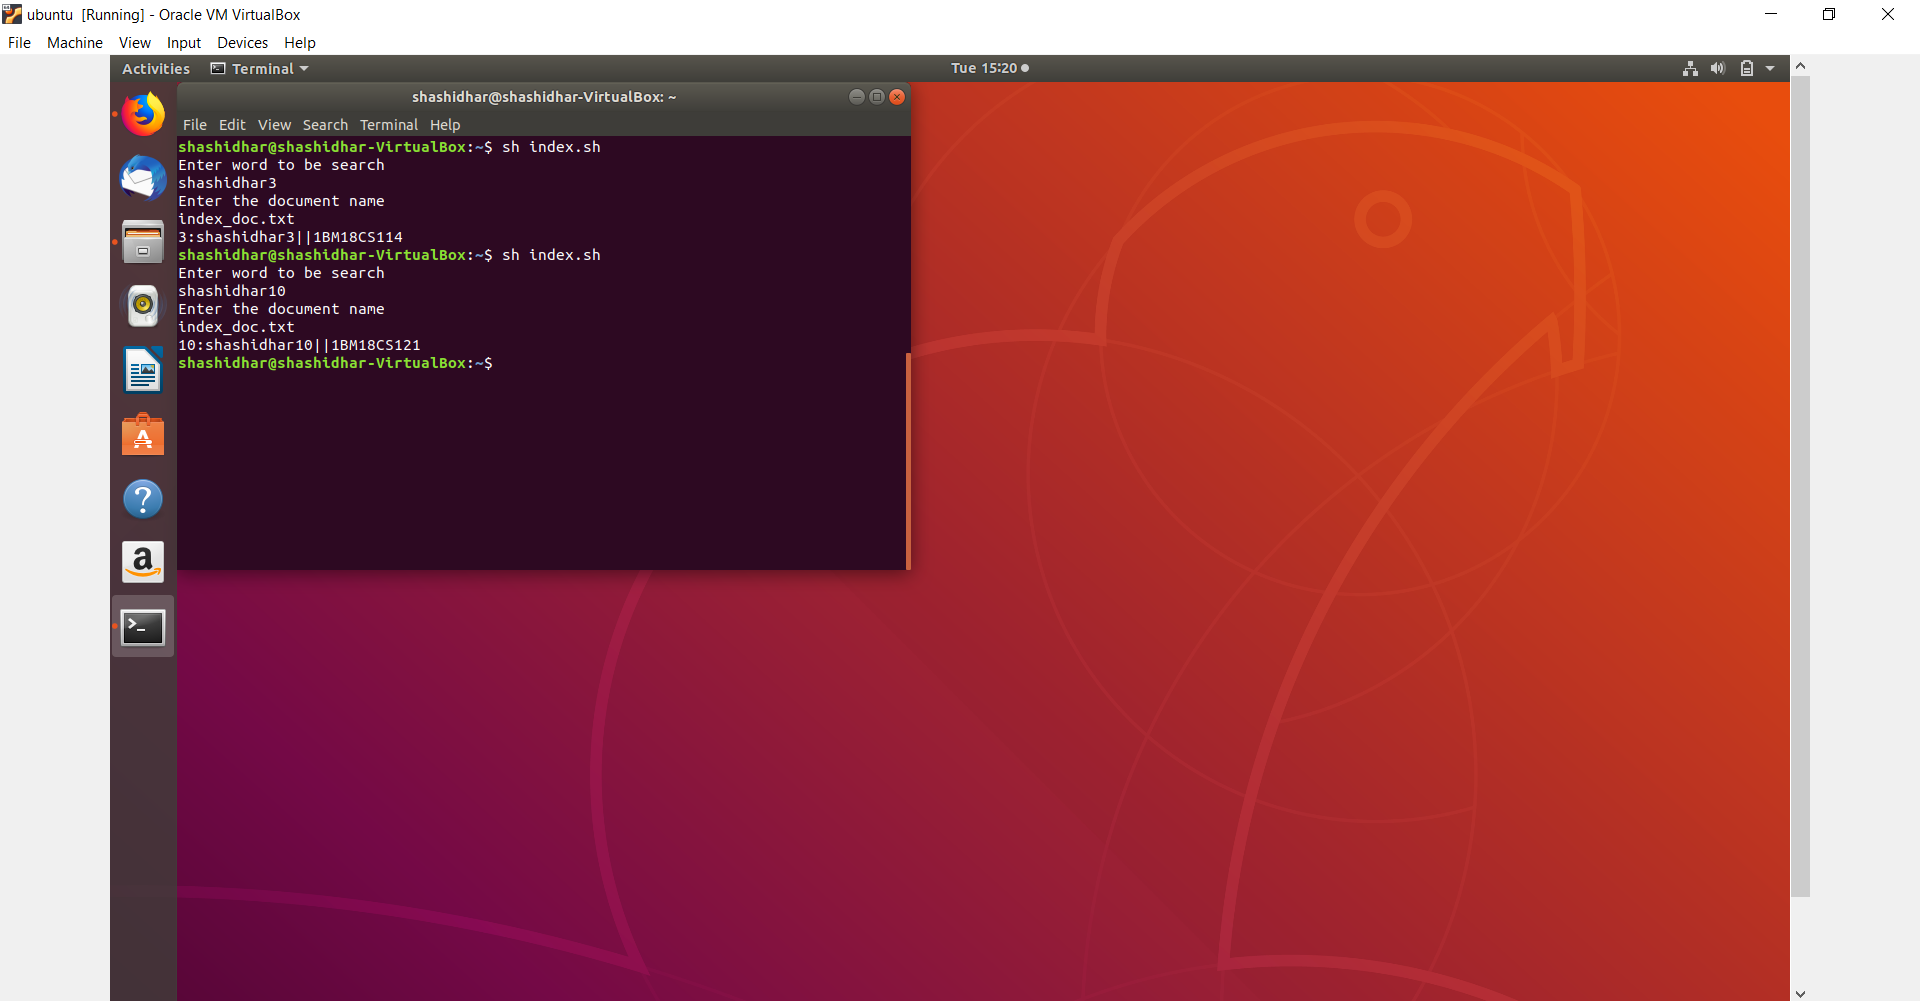 ubuntu [Running] - Oracle VM VirtualBox
File Machine View Input Devices Help
Activities Terminal Tue 15:20
shashidhar@shashidhar-VirtualBox: ~
File Edit View Search Terminal Help
shashidhar@shashidhar-VirtualBox:~$ sh index.sh
Enter word to be search
shashidhar3
Enter the document name
index_doc.txt
3:shashidhar3||1BM18CS114
shashidhar@shashidhar-VirtualBox:~$ sh index.sh
Enter word to be search
shashidhar10
Enter the document name
index_doc.txt
10:shashidhar10||1BM18CS121
shashidhar@shashidhar-VirtualBox:~$